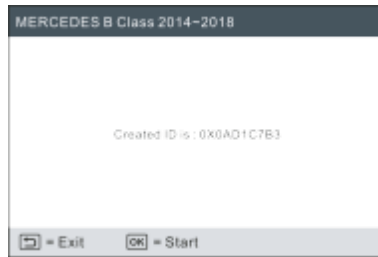 MERCEDES B Class 2014-2018
Created ID is : 0X0AD1C7B3
= Exit OK = Start